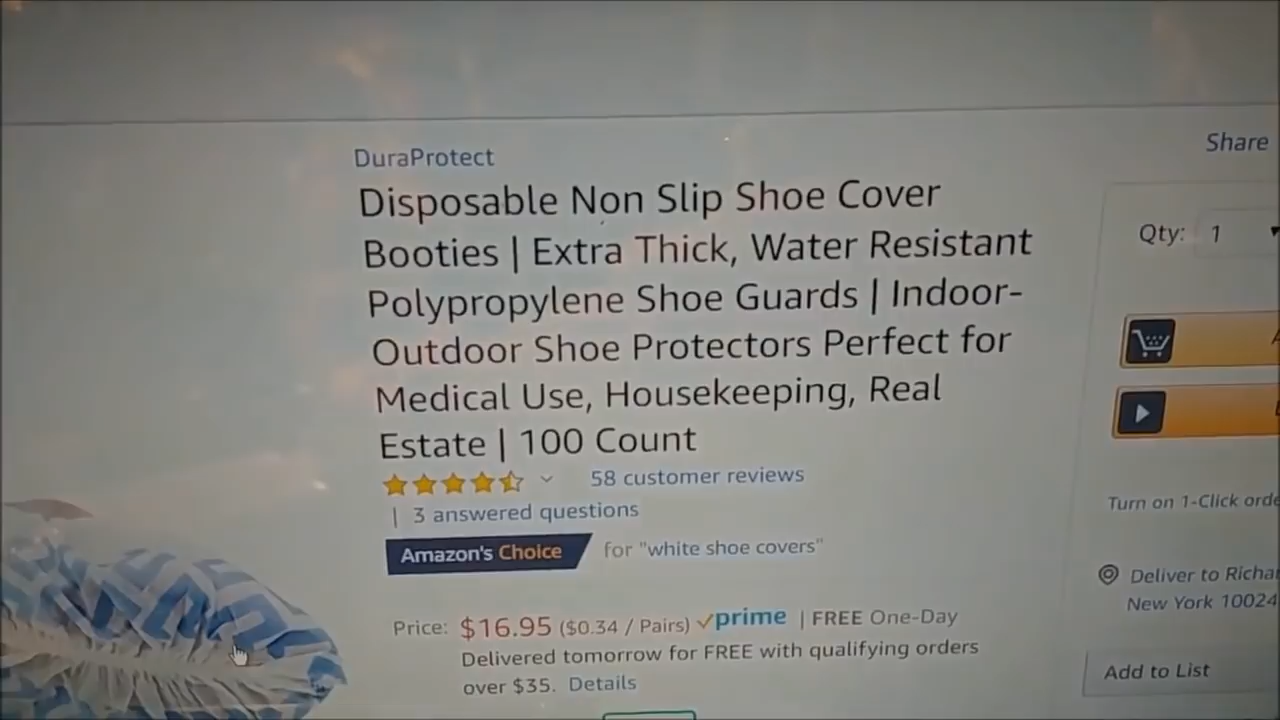 Share
DuraProtect
Disposable Non Slip Shoe Cover
Booties | Extra Thick, Water Resistant
Polypropylene Shoe Guards | Indoor-
Outdoor Shoe Protectors Perfect for
Medical Use, Housekeeping, Real
Estate | 100 Count
58 customer reviews
| 3 answered questions
Amazon's Choice for "white shoe covers"
Price: $16.95 ($0.34 / Pairs) prime | FREE One-Day
Delivered tomorrow for FREE with qualifying orders
over $35. Details
Qty: 1
Turn on 1-Click
Deliver to
New York 10024
Add to List